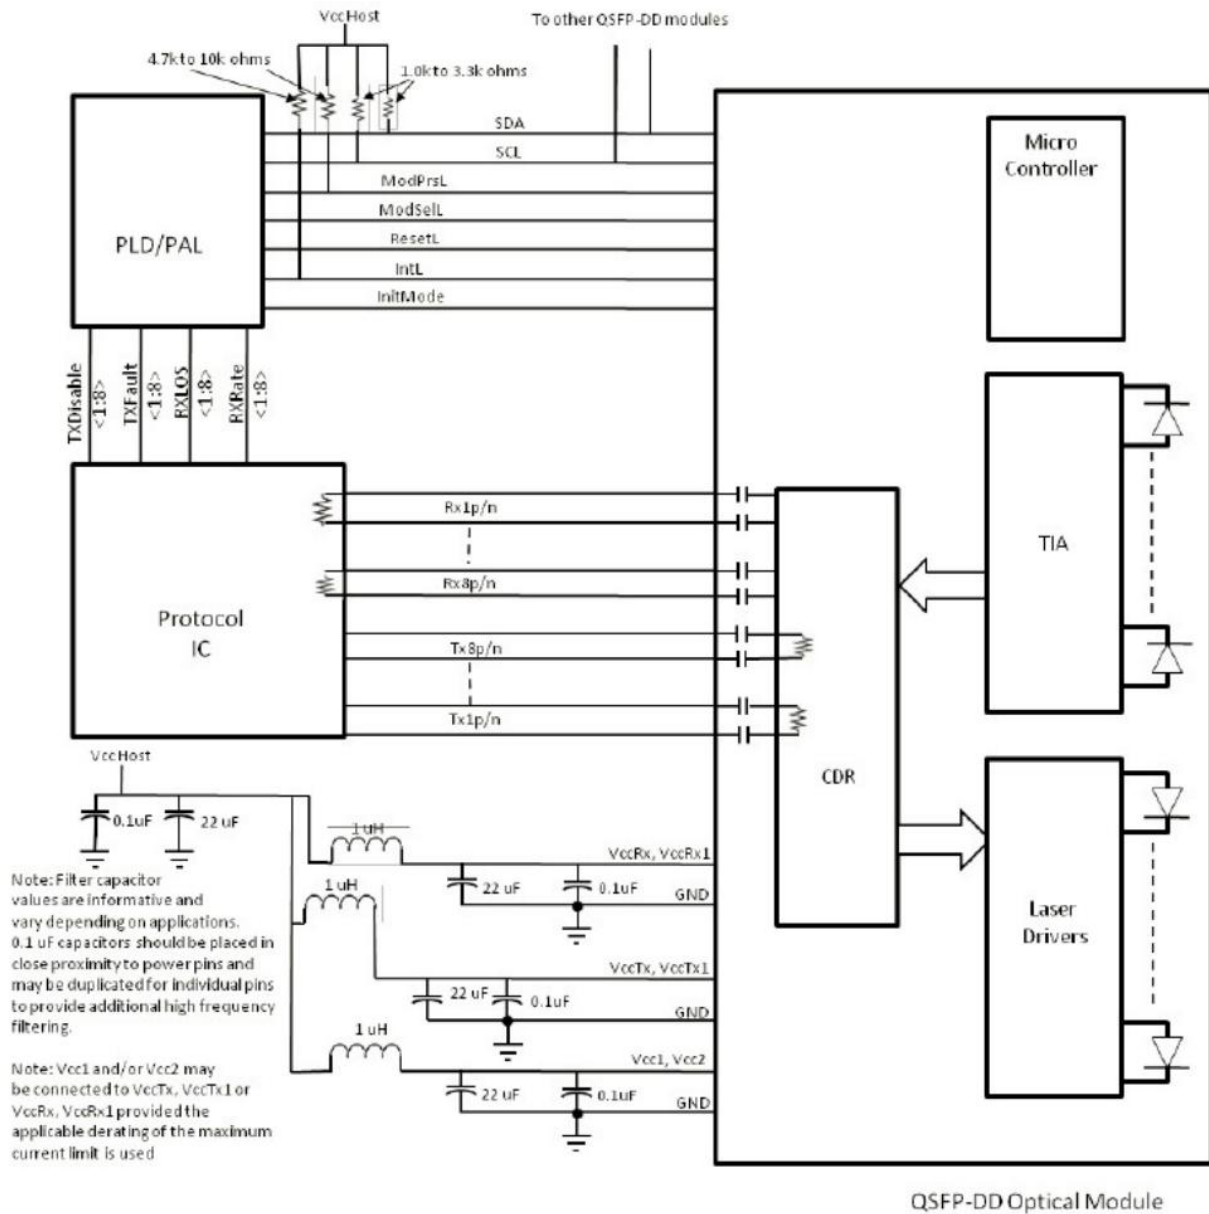 VccHost
To other QSFP-DD modules
4.7k to 10k ohms
1.0k to 3.3k ohms
SDA
SCL
ModPrsL
ModSelL
ResetL
IntL
InitMode
PLD/PAL
Micro
Controller
TXDisable
<1:8>
TXFault
<1:8>
RXLOS
<1:8>
RXRate
<1:8>
Rx1p/n
Rx8p/n
Tx8p/n
Tx1p/n
Protocol
IC
TIA
CDR
Laser
Drivers
VccHost
0.1uF
22 uF
1 uH
VccRx, VccRx1
22 uF
0.1uF
GND
1 uH
VccTx, VccTx1
22 uF
0.1uF
GND
1 uH
Vcc1, Vcc2
22 uF
0.1uF
GND
Note: Filter capacitor
values are informative and
vary depending on applications.
0.1 uF capacitors should be placed in
close proximity to power pins and
may be duplicated for individual pins
to provide additional high frequency
filtering.
Note: Vcc1 and/or Vcc2 may
be connected to VccTx, VccTx1 or
VccRx, VccRx1 provided the
applicable derating of the maximum
current limit is used
QSFP-DD Optical Module